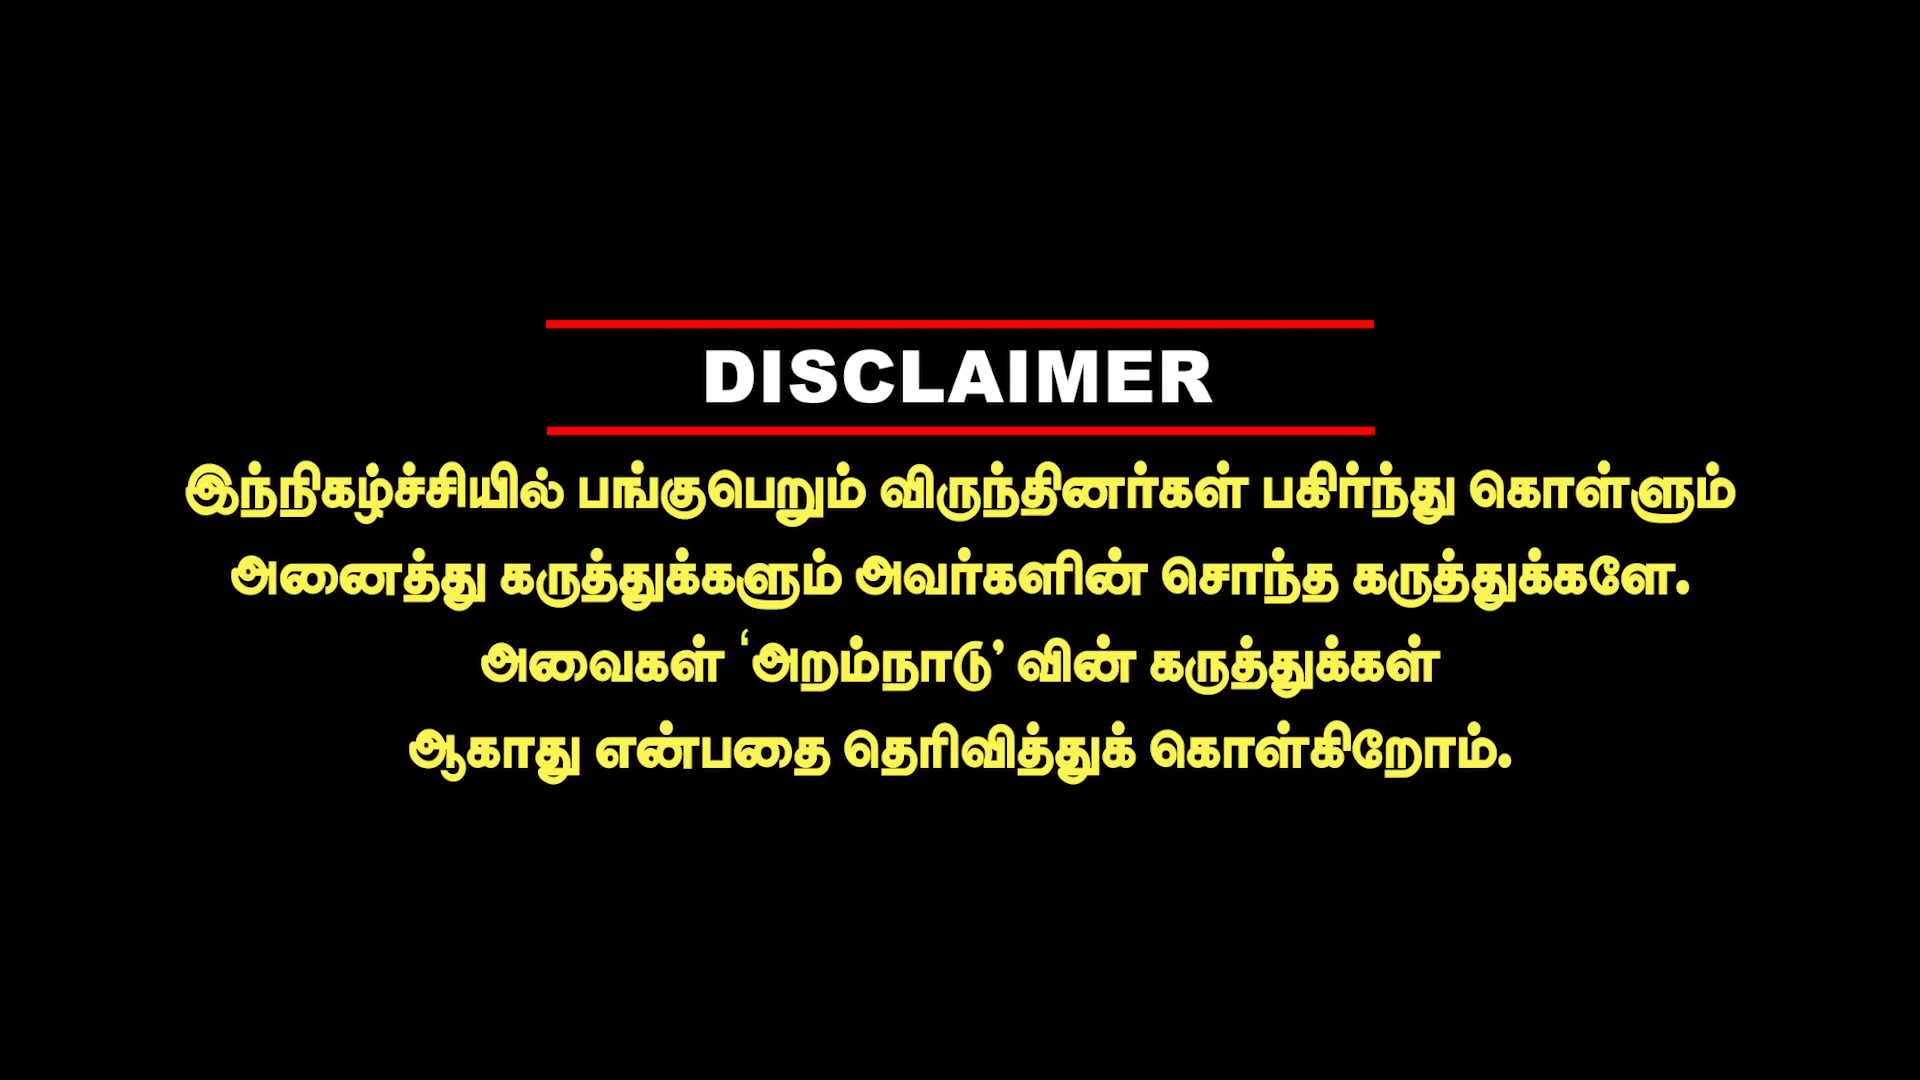 DISCLAIMER
இந்நிகழ்ச்சியில் பங்குபெறும் விருந்தினர்கள் பகிர்ந்து கொள்ளும்
அனைத்து கருத்துக்களும் அவர்களின் சொந்த கருத்துக்களே.
அவைகள் ‘அறம்நாடு’ வின் கருத்துக்கள்
ஆகாது என்பதை தெரிவித்துக் கொள்கிறோம்.